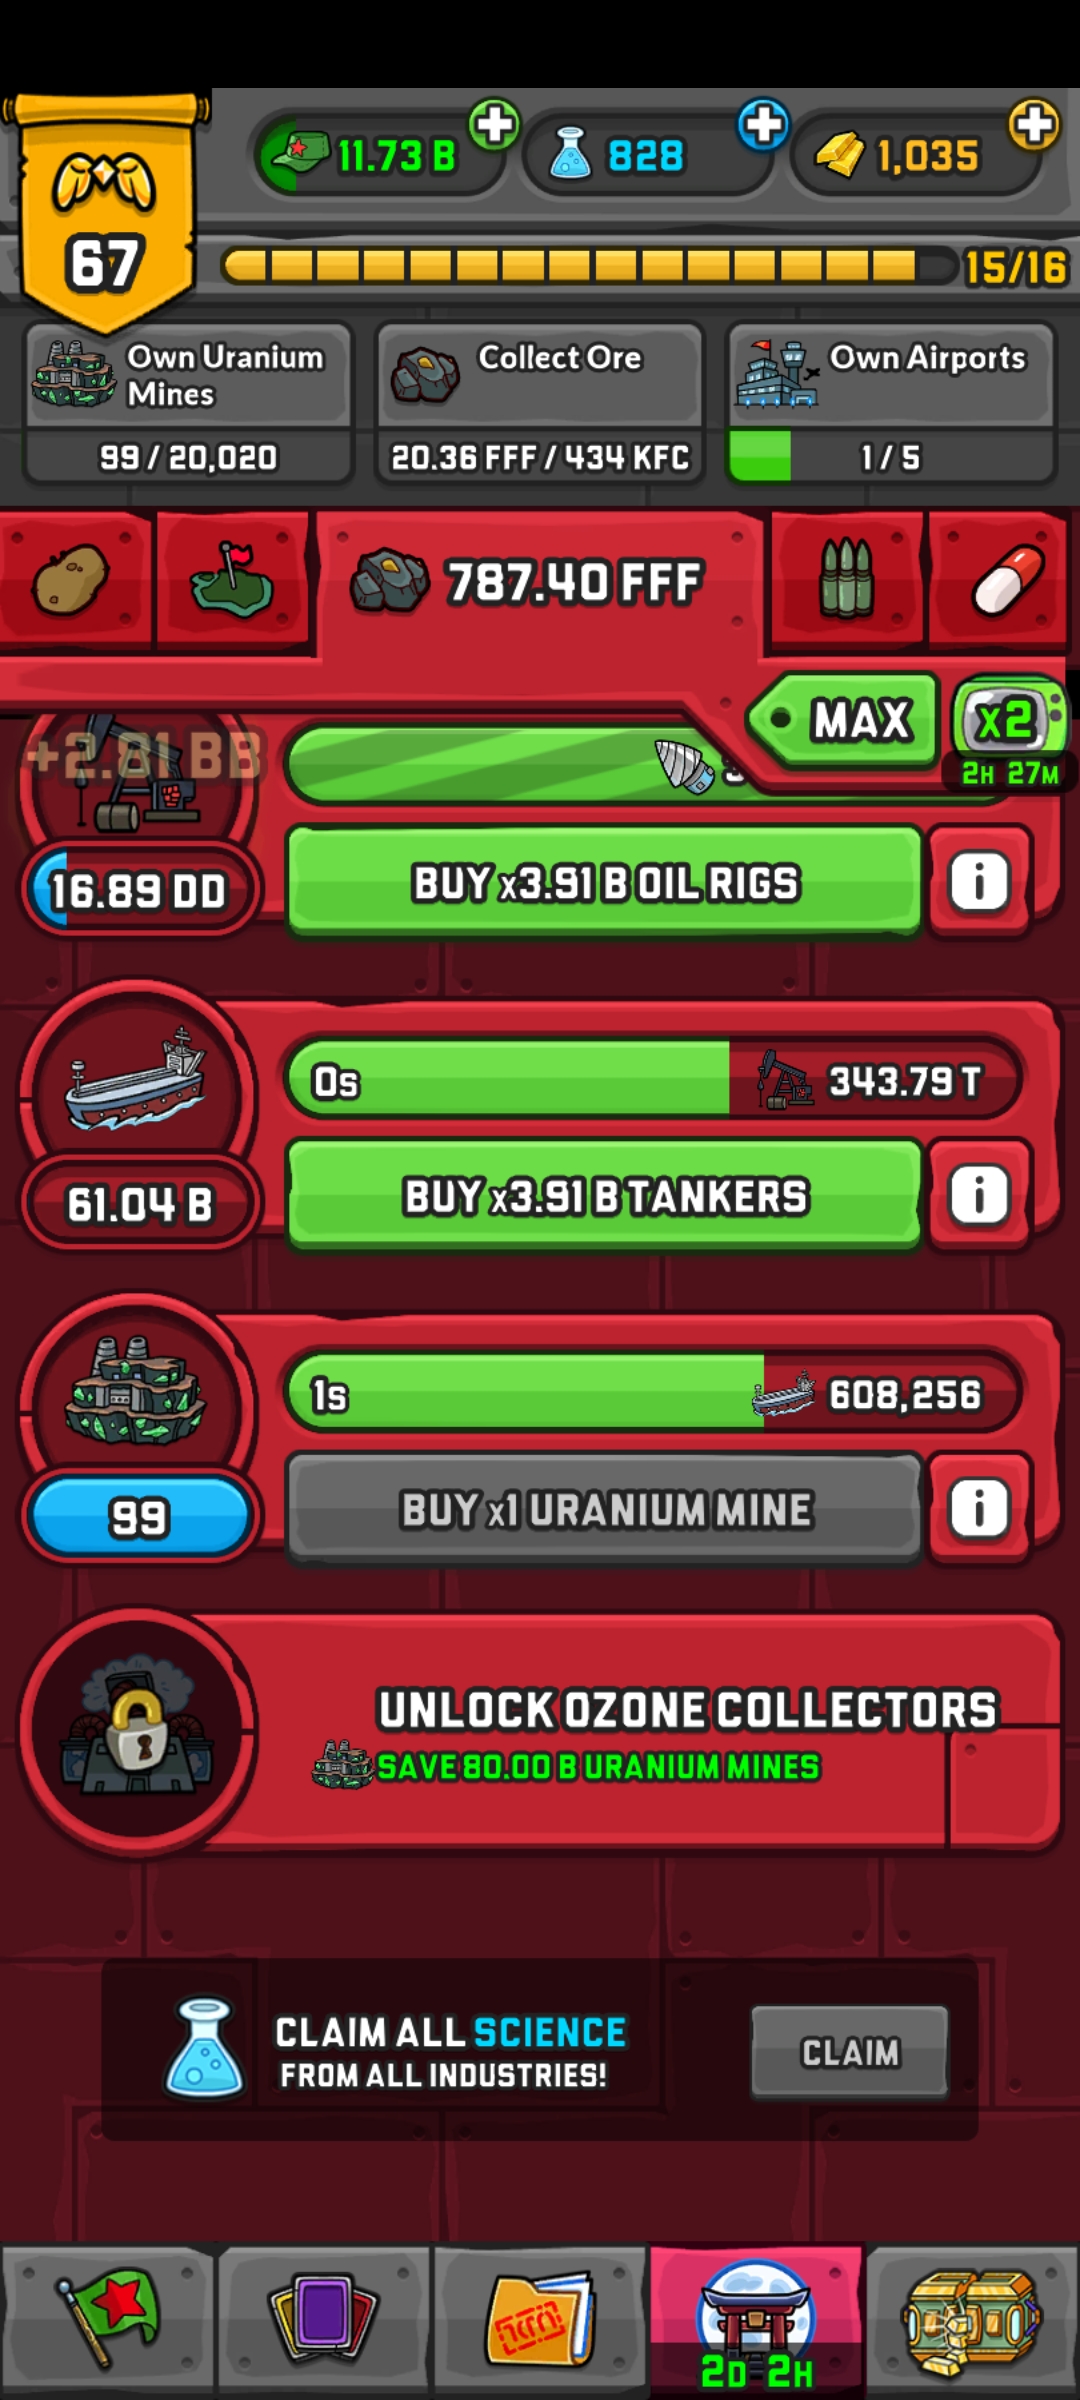 11.73 B
828
1,035
67
15/16
Own Uranium
Mines
99 / 20,020
Collect Ore
20.36 FFF / 434 KFC
Own Airports
1 / 5
787.40 FFF
MAX
x2
2H 27M
+2.81 BB
16.89 DD
BUY x3.91 B OIL RIGS
i
0s
343.79 T
61.04 B
BUY x3.91 B TANKERS
i
1s
608,256
99
BUY x1 URANIUM MINE
i
UNLOCK OZONE COLLECTORS
SAVE 80.00 B URANIUM MINES
CLAIM ALL SCIENCE
FROM ALL INDUSTRIES!
CLAIM
2D 2H